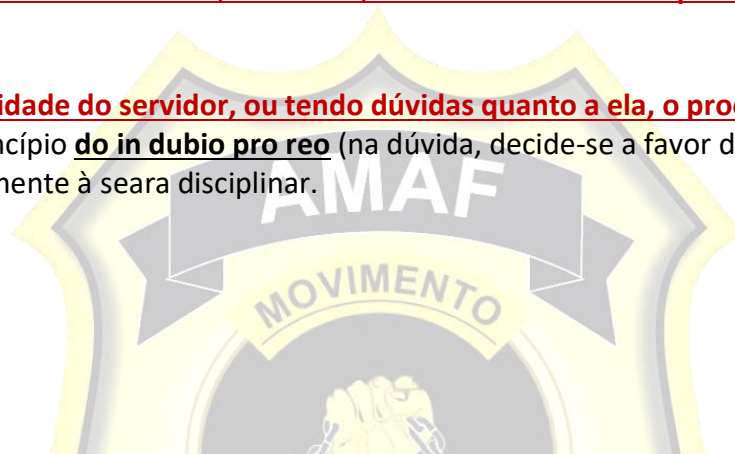 idade do servidor, ou tendo dúvidas quanto a ela, o proc
ncípio do in dubio pro reo (na dúvida, decide-se a favor d
mente à seara disciplinar.
AMAF
MOVIMENTO